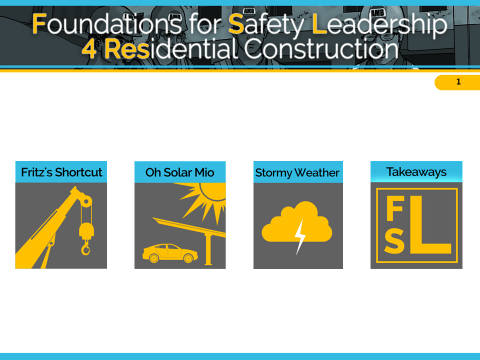 Foundations for Safety Leadership
4 Residential Construction
1
Fritz's Shortcut
Oh Solar Mio
Stormy Weather
Takeaways
F
S L